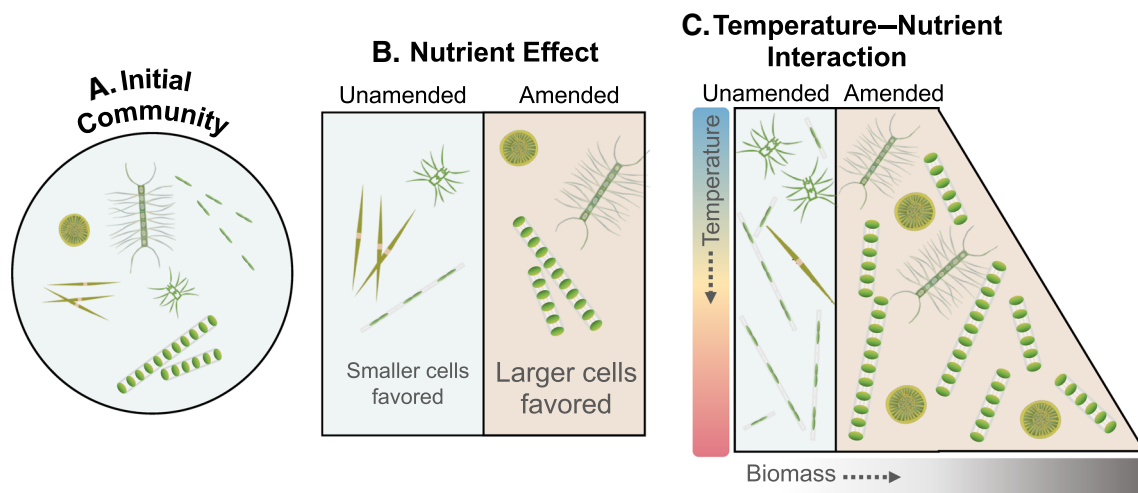 A. Initial
Community
B. Nutrient Effect
Unamended
Amended
Smaller cells
favored
Larger cells
favored
C. Temperature–Nutrient
Interaction
Unamended
Amended
Temperature
Biomass